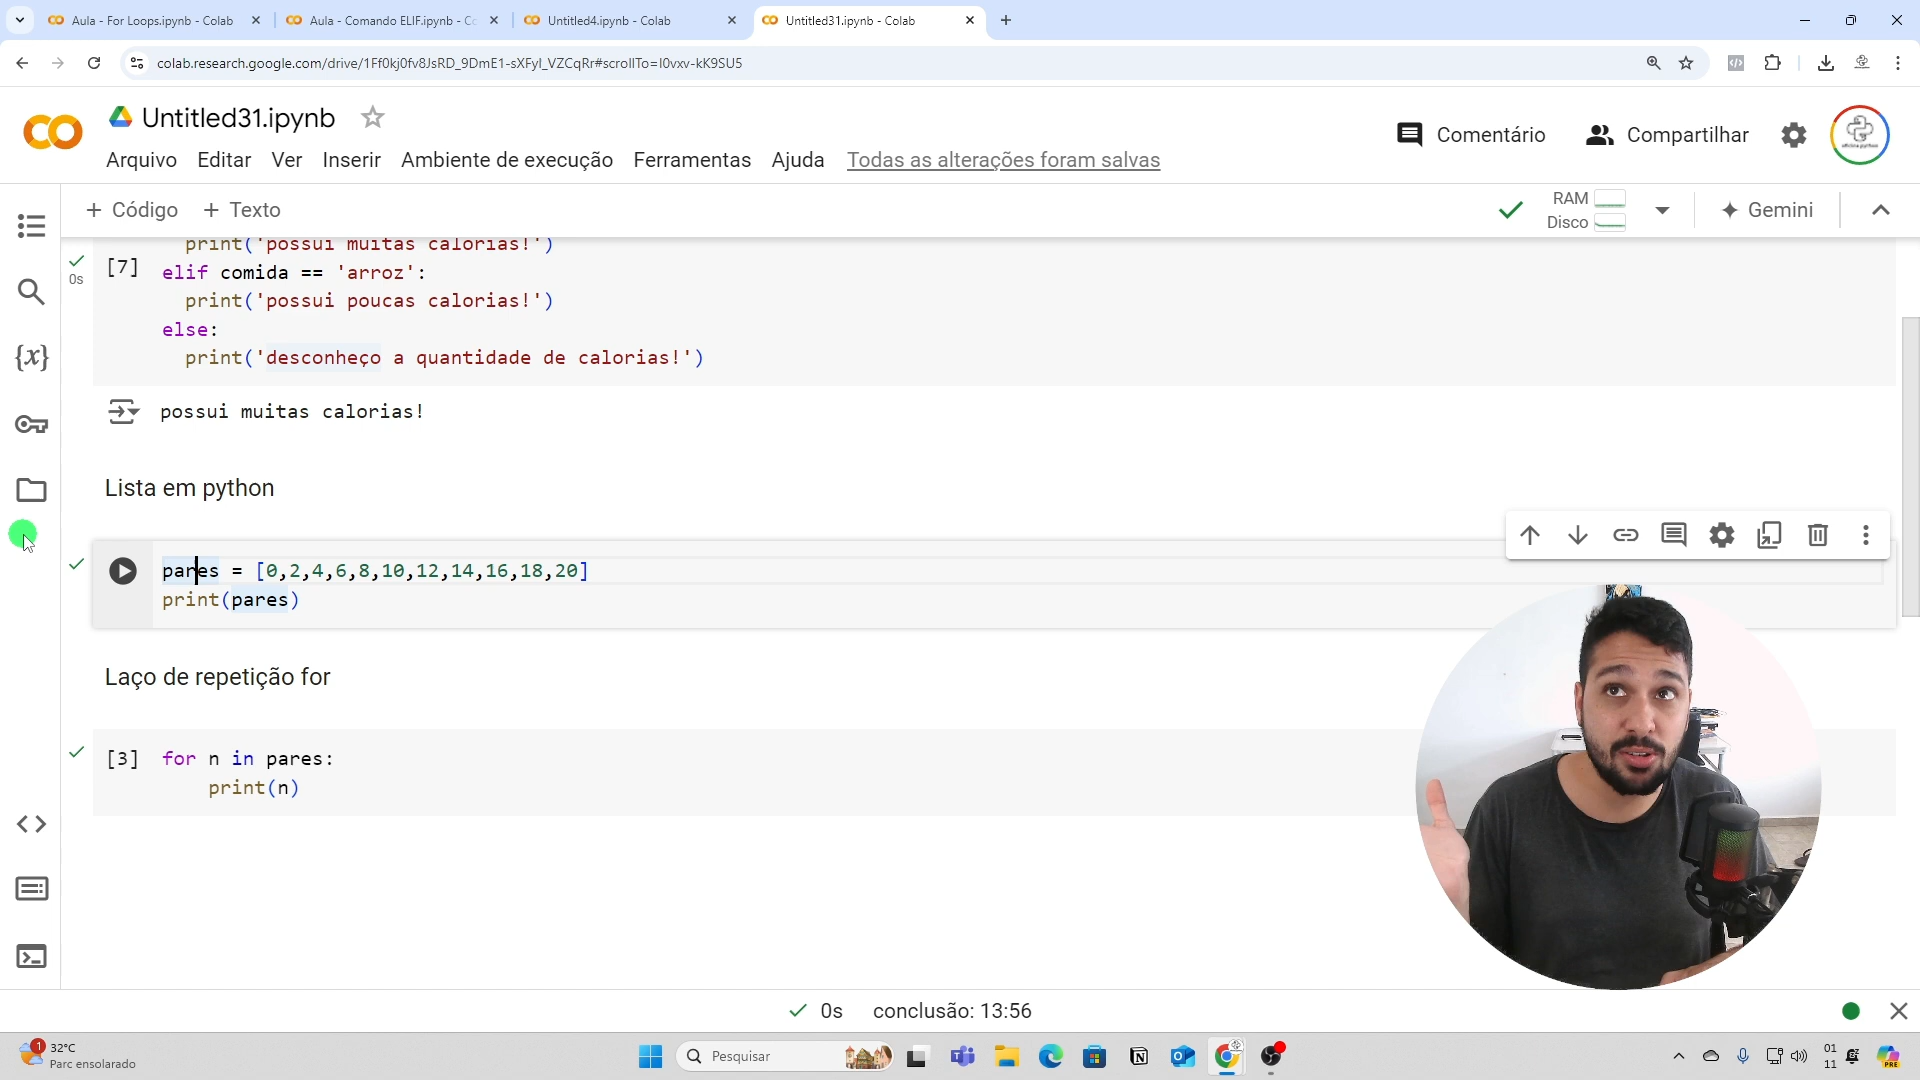 Aula - For Loops.ipynb - Colab
Aula - Comando ELIF.ipynb - Co
Untitled4.ipynb - Colab
Untitled31.ipynb - Colab
colab.research.google.com/drive/1Ff0kj0fv8JsRD_9DmE1-sXFyI_VZCqRr#scrollTo=I0vxv-kK9SU5
Untitled31.ipynb
Comentário
Compartilhar
Arquivo Editar Ver Inserir Ambiente de execução Ferramentas Ajuda Todas as alterações foram salvas
+ Código + Texto
RAM
Disco
Gemini
print('possui muitas calorias!')
[7] elif comida == 'arroz':
0s
print('possui poucas calorias!')
else:
print('desconheço a quantidade de calorias!')
possui muitas calorias!
Lista em python
pares = [0,2,4,6,8,10,12,14,16,18,20]
print(pares)
Laço de repetição for
[3] for n in pares:
print(n)
0s conclusão: 13:56
1
32°C
Parc ensolarado
Pesquisar
01
11
PRE